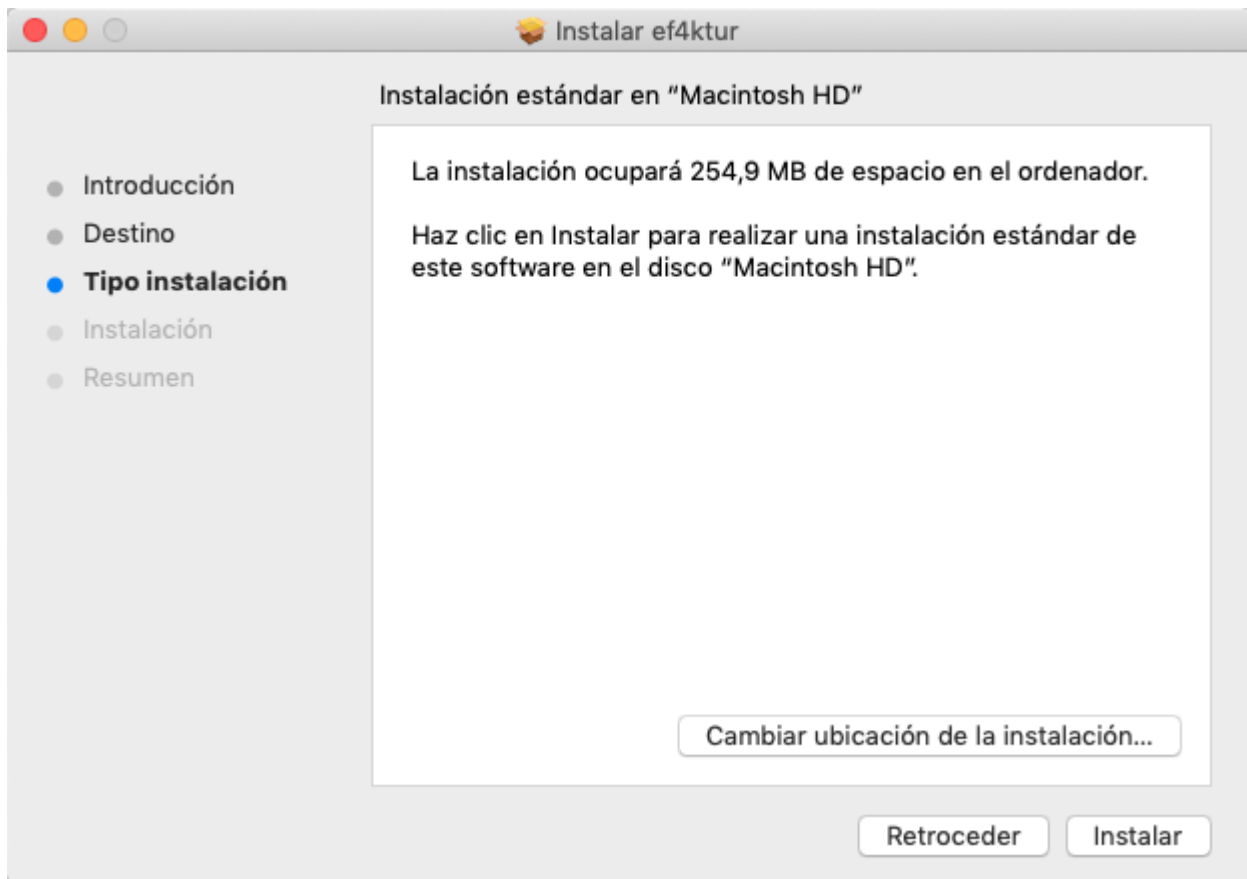 Instalar ef4ktur
Instalación estándar en “Macintosh HD”
Introducción
Destino
Tipo instalación
Instalación
Resumen
La instalación ocupará 254,9 MB de espacio en el ordenador.
Haz clic en Instalar para realizar una instalación estándar de
este software en el disco “Macintosh HD”.
Cambiar ubicación de la instalación...
Retroceder
Instalar